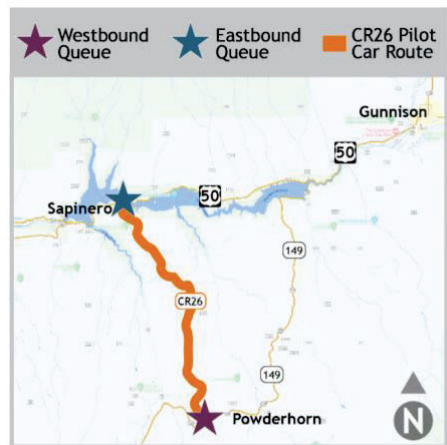 Westbound
Queue
Eastbound
Queue
CR26 Pilot
Car Route
Gunnison
50
50
Sapinero
149
CR26
149
Powderhorn
N